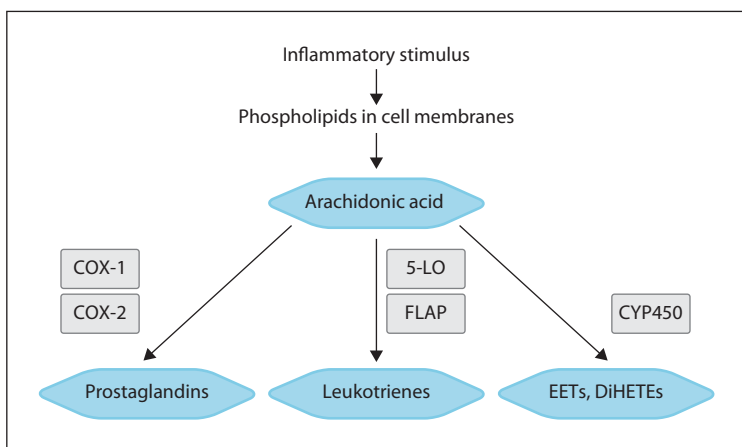 Inflammatory stimulus
Phospholipids in cell membranes
Arachidonic acid
COX-1
5-LO
COX-2
FLAP
CYP450
Prostaglandins
Leukotrienes
EETs, DiHETEs